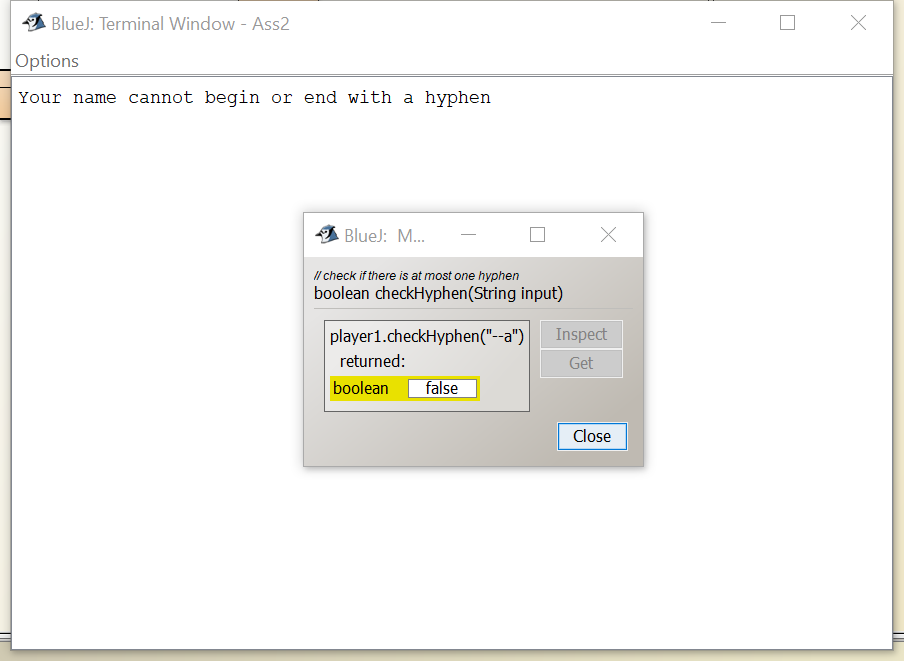 BlueJ: Terminal Window - Ass2
Options
Your name cannot begin or end with a hyphen
BlueJ: M...
// check if there is at most one hyphen
boolean checkHyphen(String input)
player1.checkHyphen("--a")
returned:
boolean false
Inspect
Get
Close